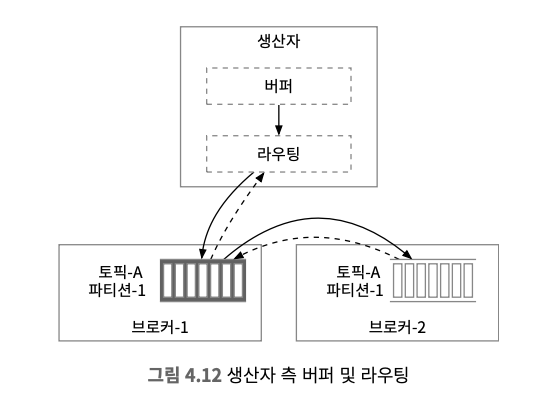 생산자
버퍼
라우팅
토픽-A
파티션-1
브로커-1
토픽-A
파티션-1
브로커-2
그림 4.12 생산자 측 버퍼 및 라우팅